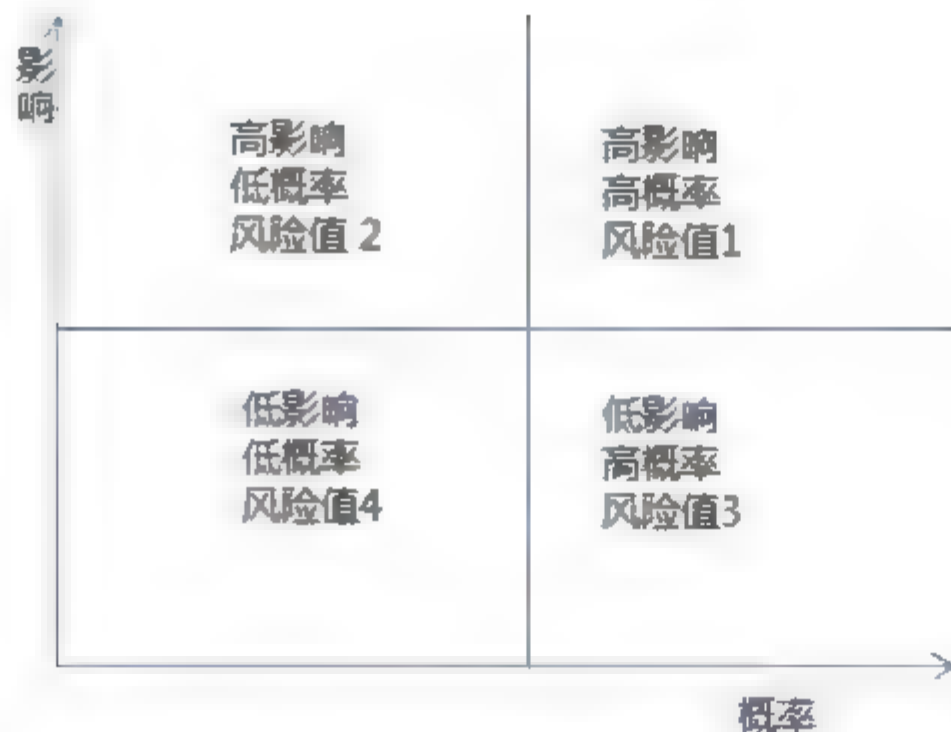 影
响
高影响
低概率
风险值 2
高影响
高概率
风险值1
低影响
低概率
风险值4
低影响
高概率
风险值3
概率